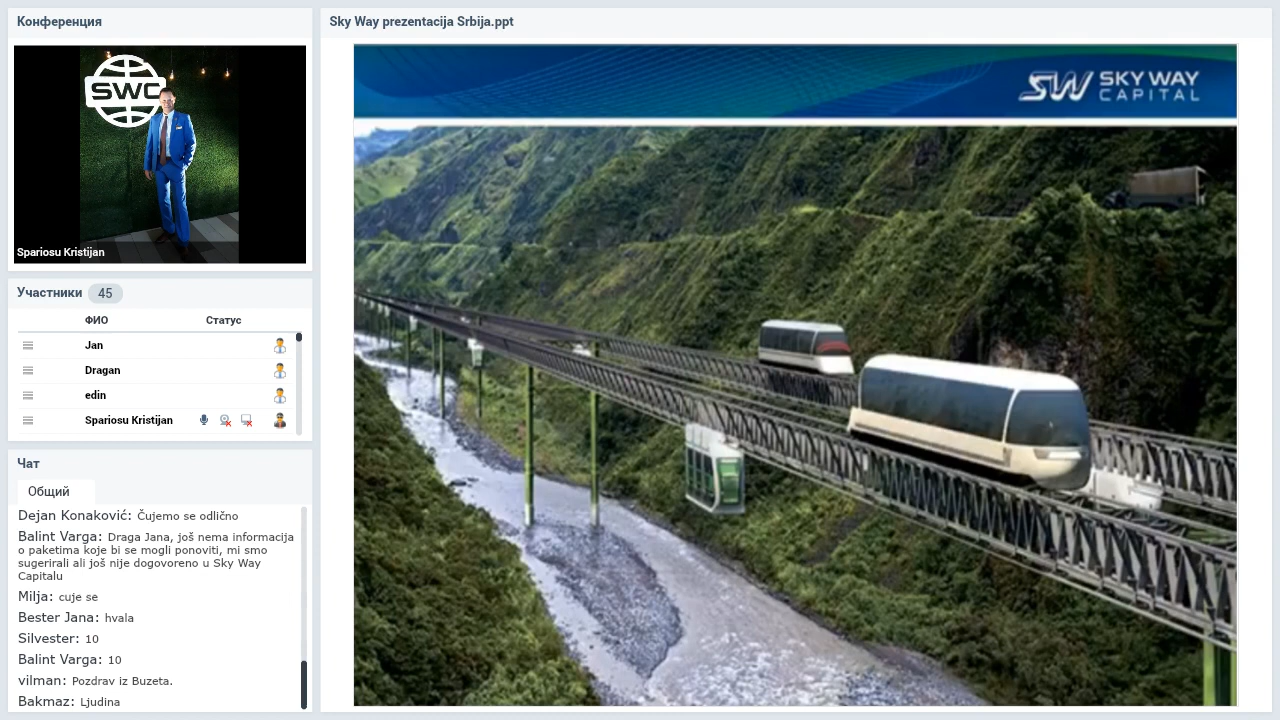 Конференция
SWC
Spariosu Kristijan
Участники 45
ФИО Статус
Jan
Dragan
edin
Spariosu Kristijan
Чат
Общий
Dejan Konaković: Čujemo se odlično
Balint Varga: Draga Jana, još nema informacija
o paketima koje bi se mogli ponoviti, mi smo
sugerirali ali još nije dogovoreno u Sky Way
Capitalu
Milja: cuje se
Bester Jana: hvala
Silvester: 10
Balint Varga: 10
vilman: Pozdrav iz Buzeta.
Bakmaz: Ljudina
Sky Way prezentacija Srbija.ppt
SW SKY WAY
CAPITAL